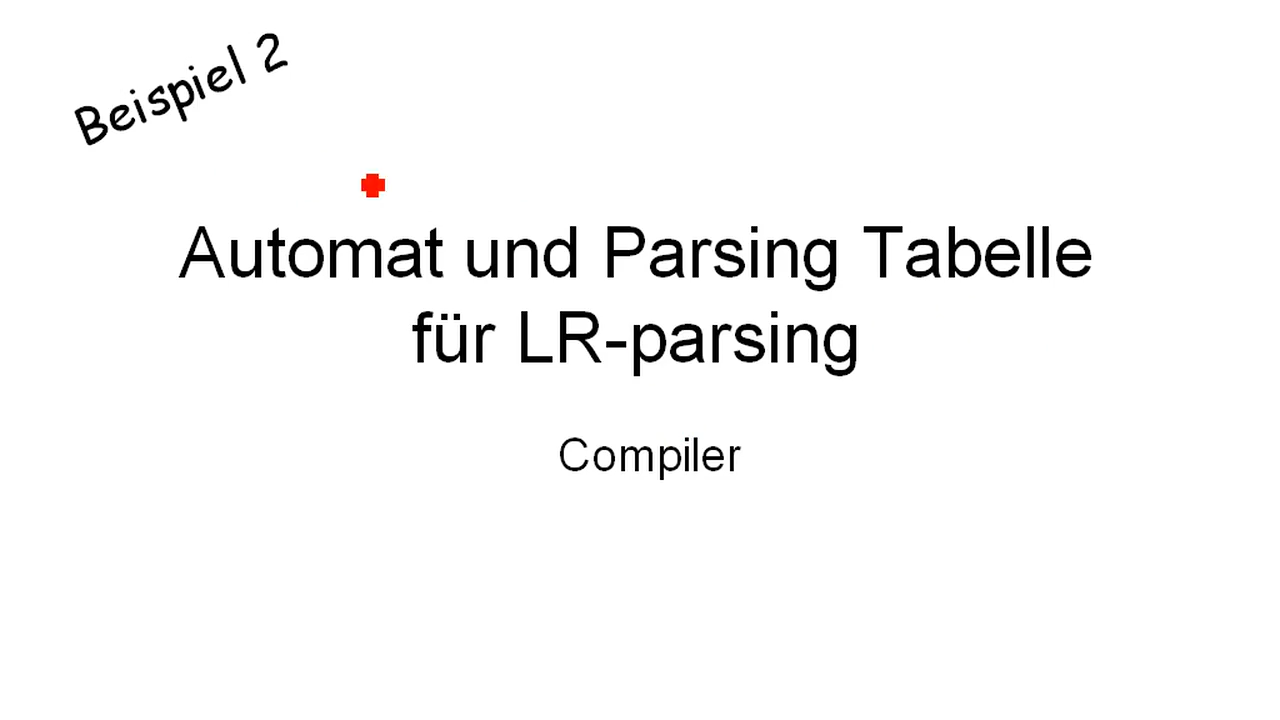 Beispiel 2
Automat und Parsing Tabelle
für LR-parsing
Compiler